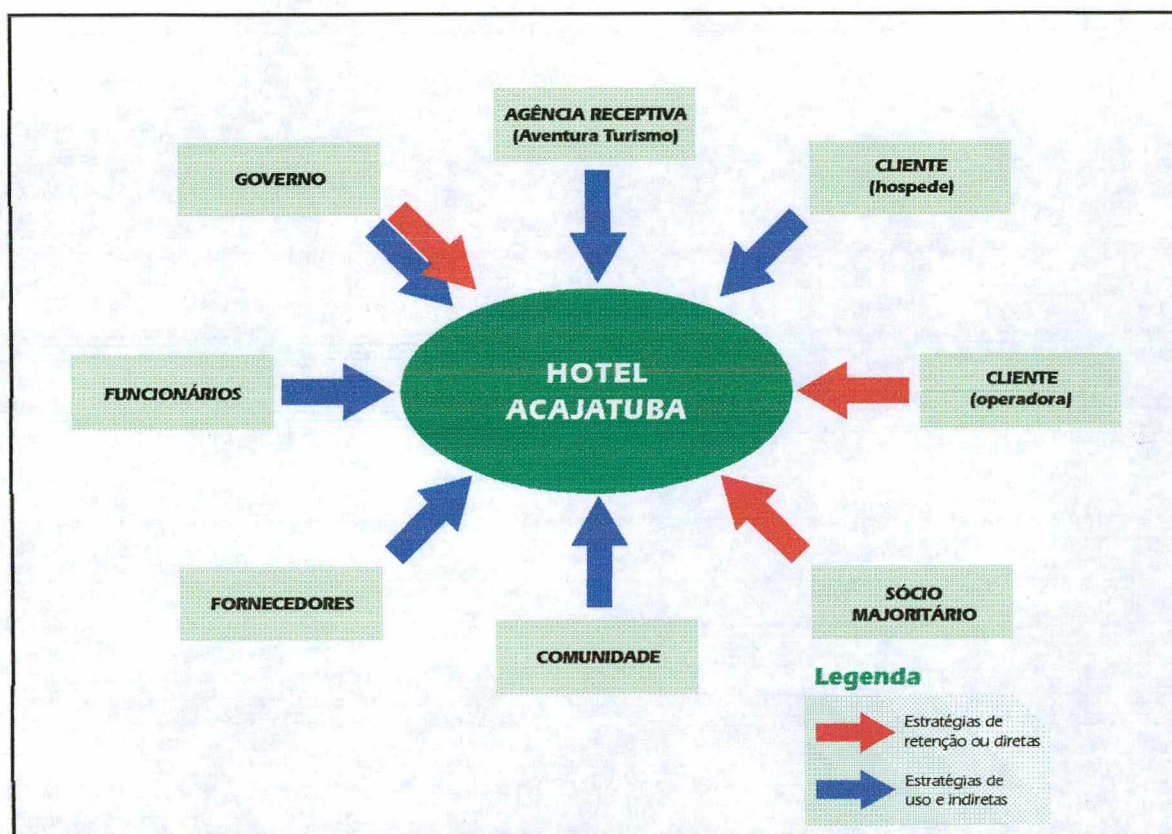 AGÊNCIA RECEPTIVA
(Aventura Turismo)
GOVERNO
CLIENTE
(hospede)
HOTEL
ACAJATUBA
FUNCIONÁRIOS
CLIENTE
(operadora)
FORNECEDORES
COMUNIDADE
SÓCIO
MAJORITÁRIO
Legenda
Estratégias de
retenção ou diretas
Estratégias de
uso e indiretas